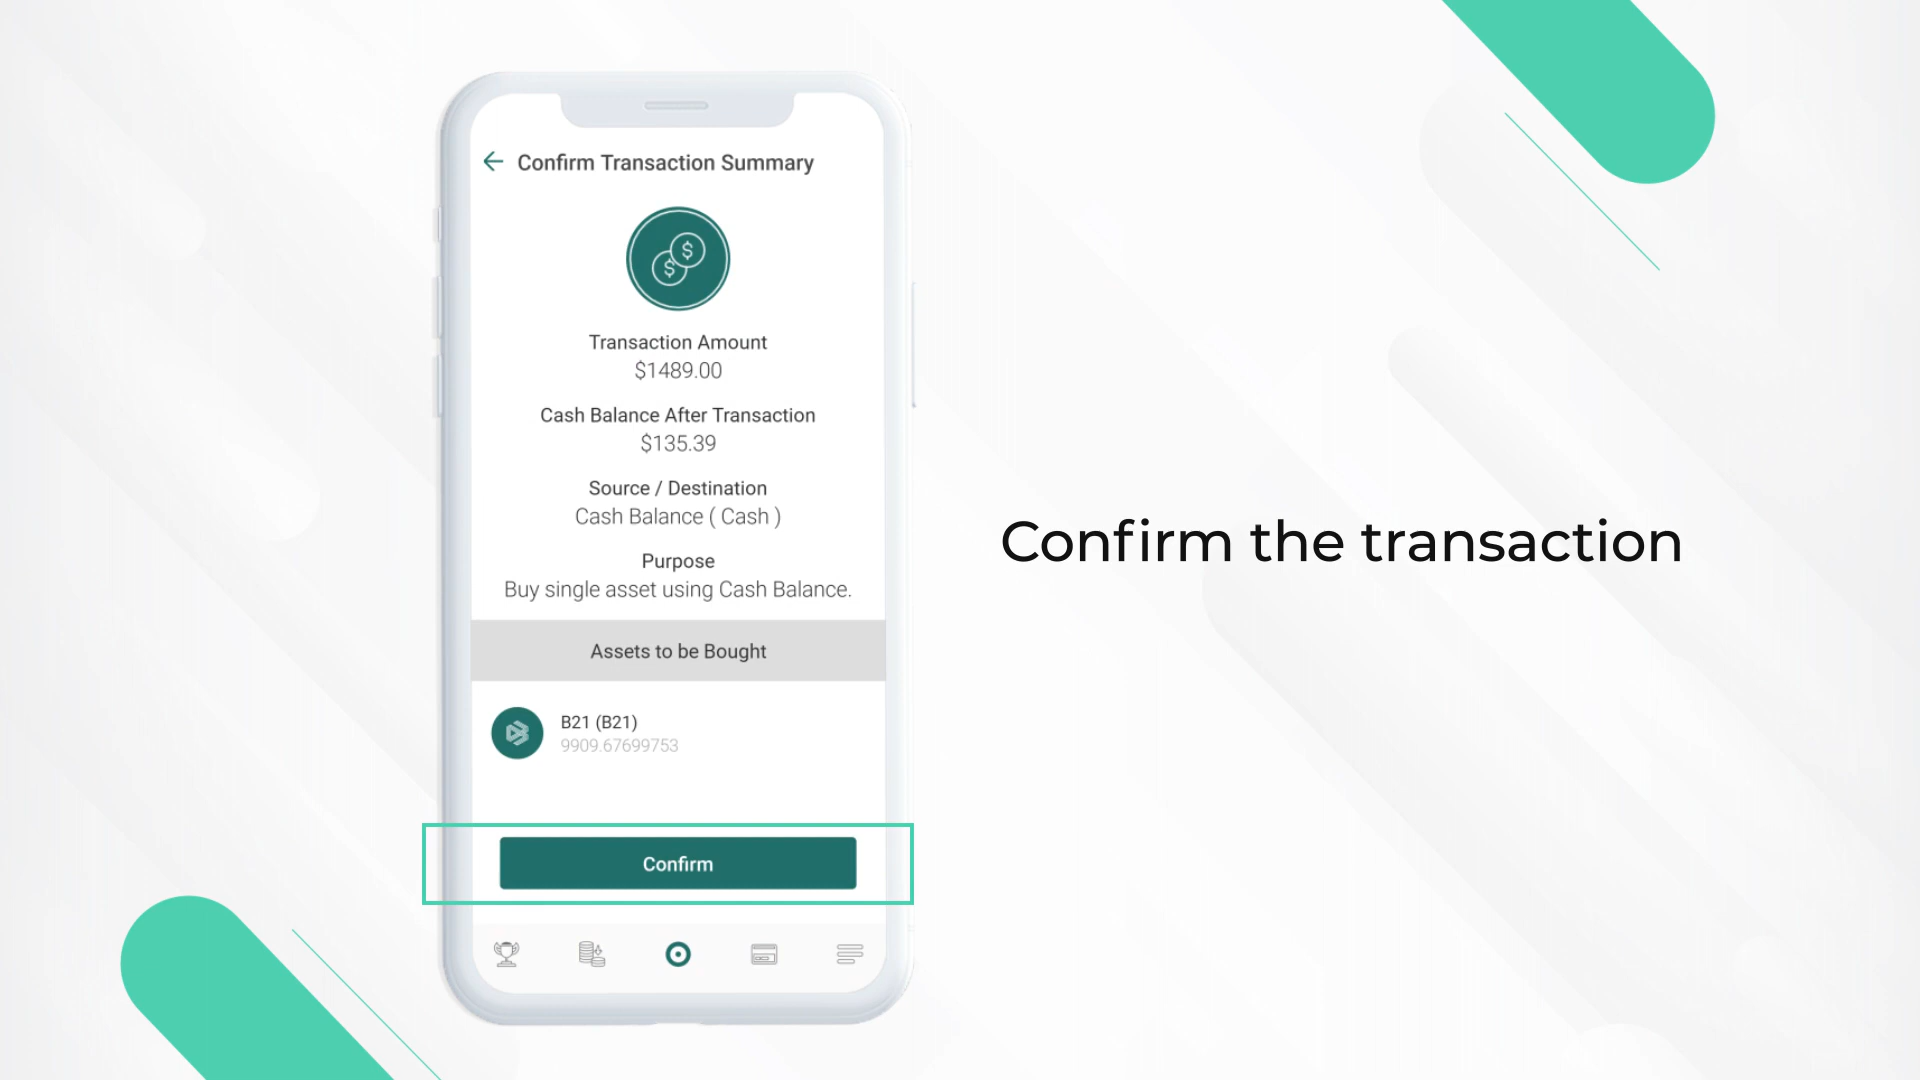 Confirm Transaction Summary
Transaction Amount
$1489.00
Cash Balance After Transaction
$135.39
Source / Destination
Cash Balance ( Cash )
Purpose
Buy single asset using Cash Balance.
Assets to be Bought
B21 (B21)
9909.67699753
Confirm
Confirm the transaction